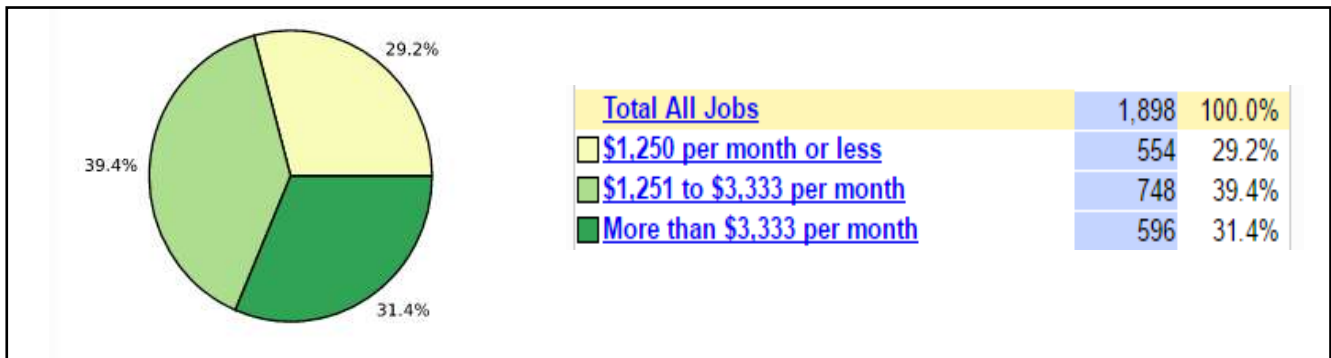 29.2%
39.4%
31.4%
Total All Jobs 1,898 100.0%
$1,250 per month or less 554 29.2%
$1,251 to $3,333 per month 748 39.4%
More than $3,333 per month 596 31.4%